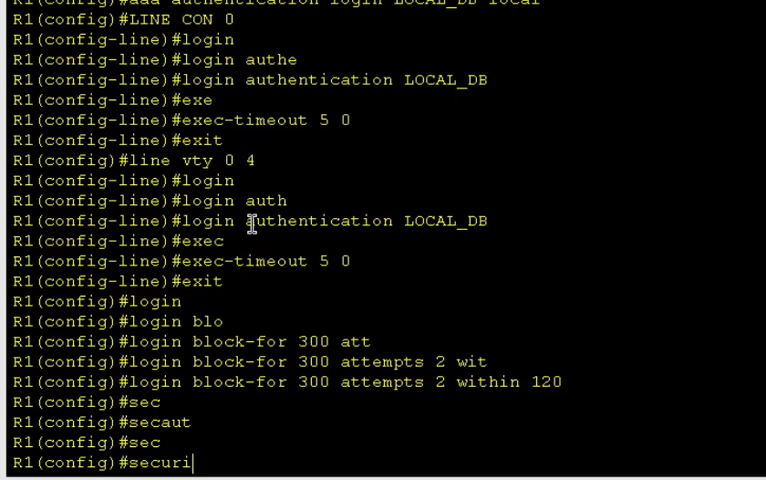 R1(config)#aaa authentication login LOCAL_DB local
R1(config)#LINE CON 0
R1(config-line)#login
R1(config-line)#login authe
R1(config-line)#login authentication LOCAL_DB
R1(config-line)#exe
R1(config-line)#exec-timeout 5 0
R1(config-line)#exit
R1(config)#line vty 0 4
R1(config-line)#login
R1(config-line)#login auth
R1(config-line)#login authentication LOCAL_DB
R1(config-line)#exec
R1(config-line)#exec-timeout 5 0
R1(config-line)#exit
R1(config)#login
R1(config)#login blo
R1(config)#login block-for 300 att
R1(config)#login block-for 300 attempts 2 wit
R1(config)#login block-for 300 attempts 2 within 120
R1(config)#sec
R1(config)#secaut
R1(config)#sec
R1(config)#securi